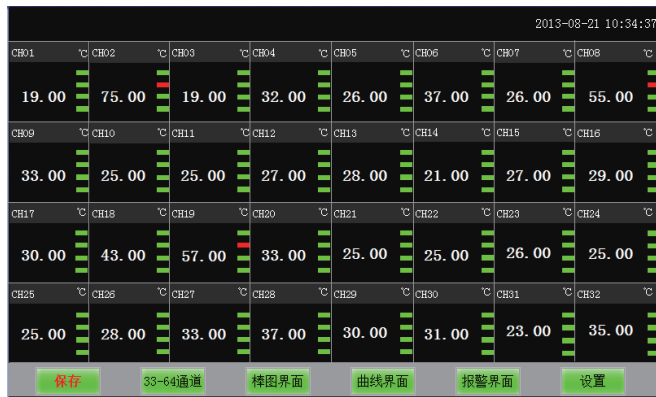 2013-08-21 10:34:37
CH01 ℃ CH02 ℃ CH03 ℃ CH04 ℃ CH05 ℃ CH06 ℃ CH07 ℃ CH08 ℃
19.00 75.00 19.00 32.00 26.00 37.00 26.00 55.00
CH09 ℃ CH10 ℃ CH11 ℃ CH12 ℃ CH13 ℃ CH14 ℃ CH15 ℃ CH16 ℃
33.00 25.00 25.00 27.00 28.00 21.00 27.00 29.00
CH17 ℃ CH18 ℃ CH19 ℃ CH20 ℃ CH21 ℃ CH22 ℃ CH23 ℃ CH24 ℃
30.00 43.00 57.00 33.00 25.00 25.00 26.00 25.00
CH25 ℃ CH26 ℃ CH27 ℃ CH28 ℃ CH29 ℃ CH30 ℃ CH31 ℃ CH32 ℃
25.00 28.00 33.00 37.00 30.00 31.00 23.00 35.00
保存 33-64通道 棒图界面 曲线界面 报警界面 设置